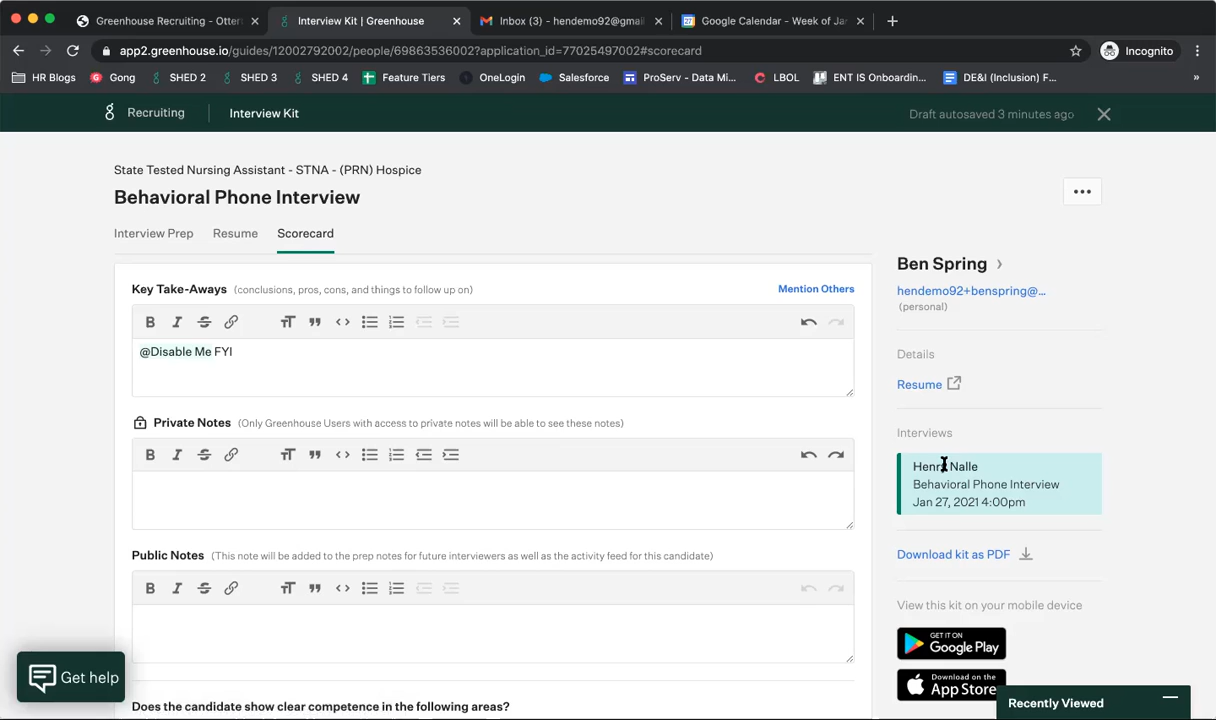 Greenhouse Recruiting - Otter
Interview Kit | Greenhouse
Inbox (3) - hendemo92@gmail
Google Calendar - Week of Jan
app2.greenhouse.io/guides/12002792002/people/69863536002?application_id=77025497002#scorecard
Incognito
HR Blogs
Gong
SHED 2
SHED 3
SHED 4
Feature Tiers
OneLogin
Salesforce
ProServ - Data Mi...
LBOL
ENT IS Onboardin...
DE&I (Inclusion) F...
»
Recruiting
Interview Kit
Draft autosaved 3 minutes ago
State Tested Nursing Assistant - STNA - (PRN) Hospice
Behavioral Phone Interview
Interview Prep
Resume
Scorecard
Key Take-Aways (conclusions, pros, cons, and things to follow up on)
Mention Others
@Disable Me FYI
Private Notes (Only Greenhouse Users with access to private notes will be able to see these notes)
Public Notes (This note will be added to the prep notes for future interviewers as well as the activity feed for this candidate)
Does the candidate show clear competence in the following areas?
Get help
Ben Spring
hendemo92+benspring@...
(personal)
Details
Resume
Interviews
Henry Nalle
Behavioral Phone Interview
Jan 27, 2021 4:00pm
Download kit as PDF
View this kit on your mobile device
GET IT ON
Google Play
Download on the
App Store
Recently Viewed